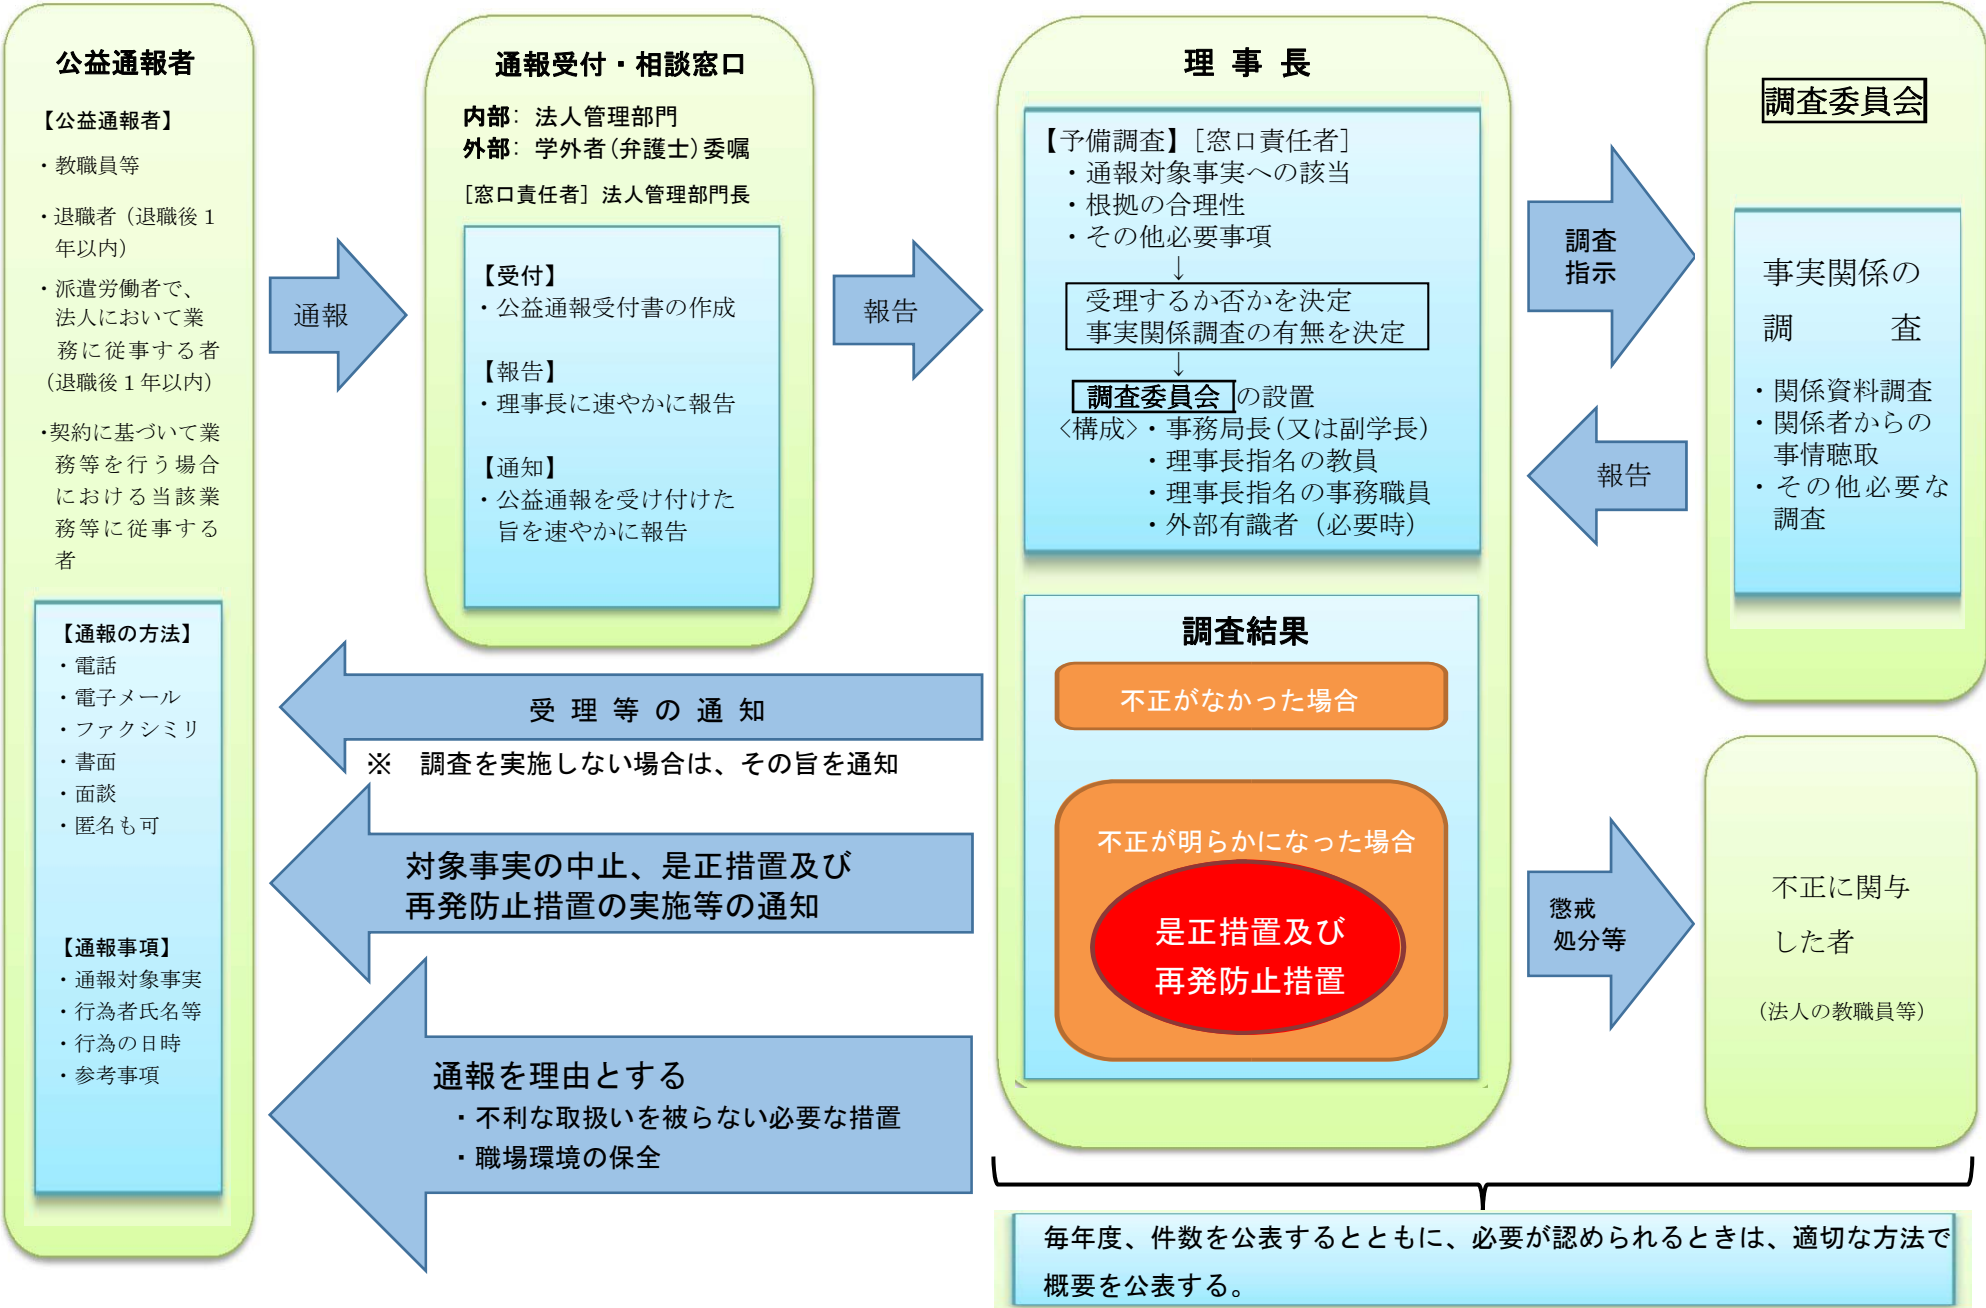 公益通報者
【公益通報者】
・教職員等
・退職者（退職後１
年以内）
・派遣労働者で、
法人において業
務に従事する者
（退職後１年以内）
・契約に基づいて業
務等を行う場合
における当該業
務等に従事する
者
【通報の方法】
・電話
・電子メール
・ファクシミリ
・書面
・面談
・匿名も可
【通報事項】
・通報対象事実
・行為者氏名等
・行為の日時
・参考事項
通報
通報受付・相談窓口
内部：法人管理部門
外部：学外者(弁護士)委嘱
［窓口責任者］法人管理部門長
【受付】
・公益通報受付書の作成
【報告】
・理事長に速やかに報告
【通知】
・公益通報を受け付けた
旨を速やかに報告
報告
理事長
【予備調査】［窓口責任者］
・通報対象事実への該当
・根拠の合理性
・その他必要事項
↓
受理するか否かを決定
事実関係調査の有無を決定
↓
調査委員会の設置
<構成>・事務局長(又は副学長)
・理事長指名の教員
・理事長指名の事務職員
・外部有識者（必要時）
調査
指示
報告
調査委員会
事実関係の
調査
・関係資料調査
・関係者からの
事情聴取
・その他必要な
調査
調査結果
不正がなかった場合
不正が明らかになった場合
是正措置及び
再発防止措置
受理等の通知
※　調査を実施しない場合は、その旨を通知
対象事実の中止、是正措置及び
再発防止措置の実施等の通知
通報を理由とする
・不利な取扱いを被らない必要な措置
・職場環境の保全
懲戒
処分等
不正に関与
した者
（法人の教職員等）
毎年度、件数を公表するとともに、必要が認められるときは、適切な方法で
概要を公表する。